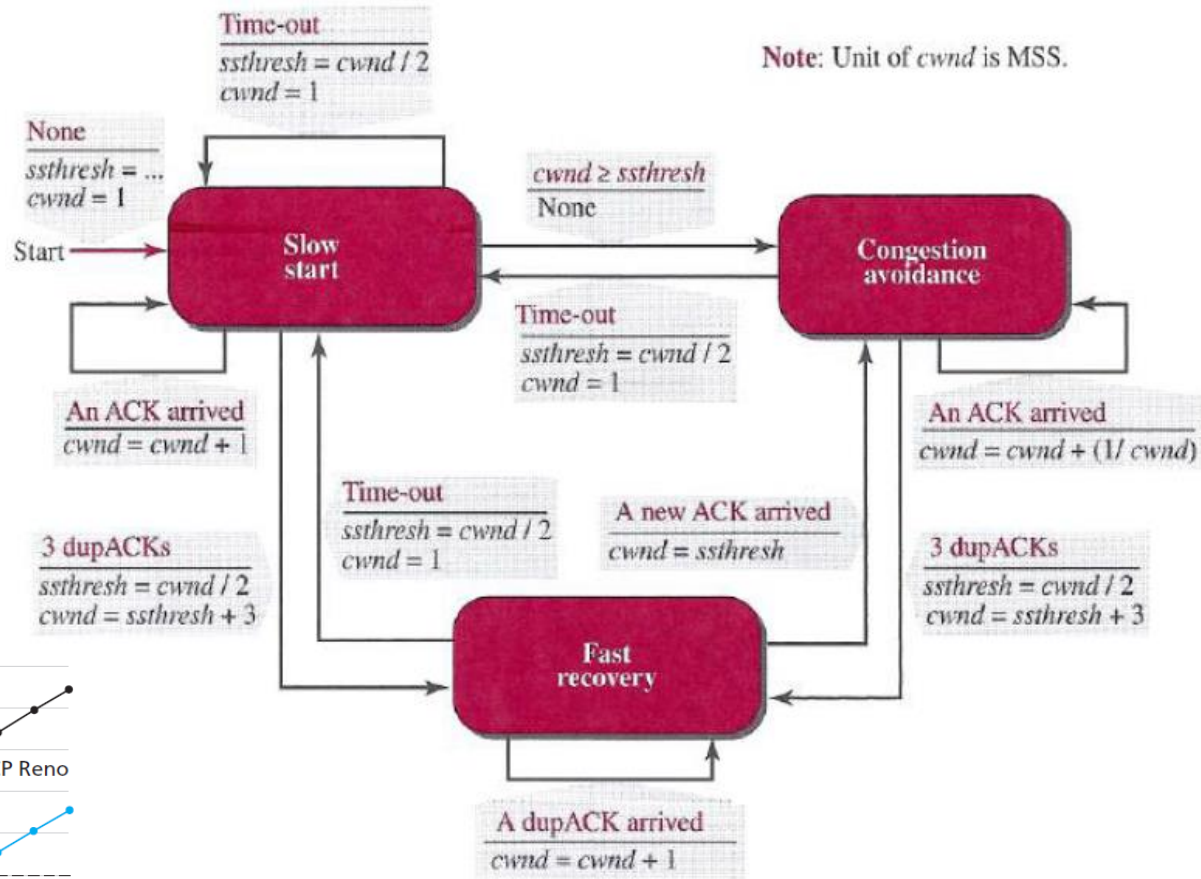 Time-out
ssthresh = cwnd / 2
cwnd = 1
Note: Unit of cwnd is MSS.
None
ssthresh = ...
cwnd = 1
Start
Slow
start
cwnd ≥ ssthresh
None
Congestion
avoidance
Time-out
ssthresh = cwnd / 2
cwnd = 1
An ACK arrived
cwnd = cwnd + 1
An ACK arrived
cwnd = cwnd + (1/ cwnd)
Time-out
ssthresh = cwnd / 2
cwnd = 1
A new ACK arrived
cwnd = ssthresh
3 dupACKs
ssthresh = cwnd / 2
cwnd = ssthresh + 3
3 dupACKs
ssthresh = cwnd / 2
cwnd = ssthresh + 3
Fast
recovery
P Reno
A dupACK arrived
cwnd = cwnd + 1